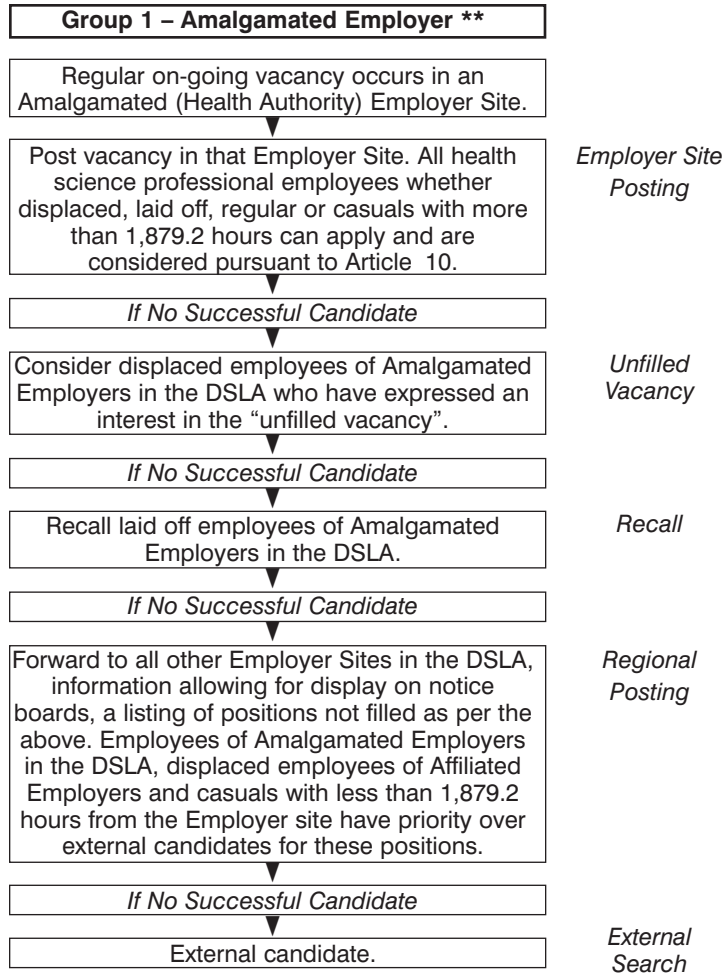 Group 1 – Amalgamated Employer **
Regular on-going vacancy occurs in an
Amalgamated (Health Authority) Employer Site.
Post vacancy in that Employer Site. All health
science professional employees whether
displaced, laid off, regular or casuals with more
than 1,879.2 hours can apply and are
considered pursuant to Article 10.
Employer Site
Posting
If No Successful Candidate
Consider displaced employees of Amalgamated
Employers in the DSLA who have expressed an
interest in the “unfilled vacancy”.
Unfilled
Vacancy
If No Successful Candidate
Recall laid off employees of Amalgamated
Employers in the DSLA.
Recall
If No Successful Candidate
Forward to all other Employer Sites in the DSLA,
information allowing for display on notice
boards, a listing of positions not filled as per the
above. Employees of Amalgamated Employers
in the DSLA, displaced employees of Affiliated
Employers and casuals with less than 1,879.2
hours from the Employer site have priority over
external candidates for these positions.
Regional
Posting
If No Successful Candidate
External candidate.
External
Search